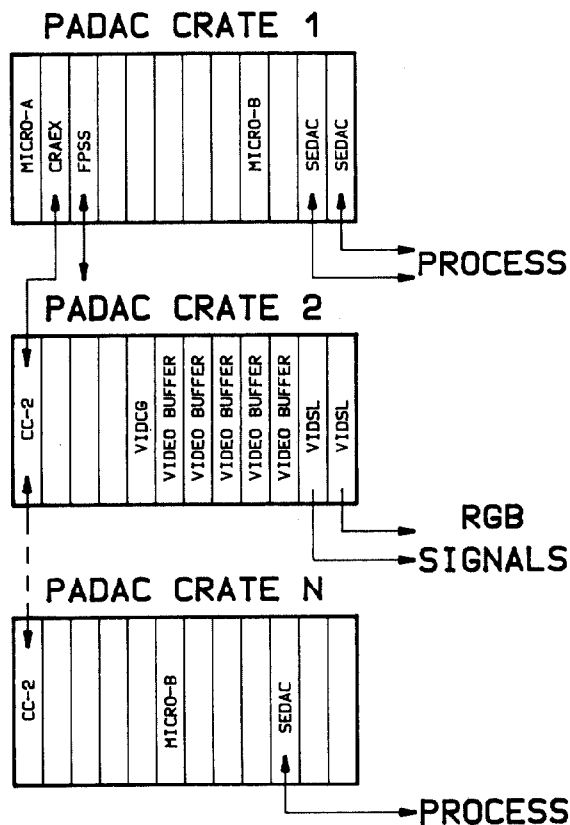 PADAC CRATE 1
MICRO-A
CRAEX
FPSS
MICRO-B
SEDAC
SEDAC
PROCESS
PADAC CRATE 2
CC-2
VIDCG
VIDEO BUFFER
VIDEO BUFFER
VIDEO BUFFER
VIDEO BUFFER
VIDEO BUFFER
VIDSL
VIDSL
RGB
SIGNALS
PADAC CRATE N
CC-2
MICRO-B
SEDAC
PROCESS